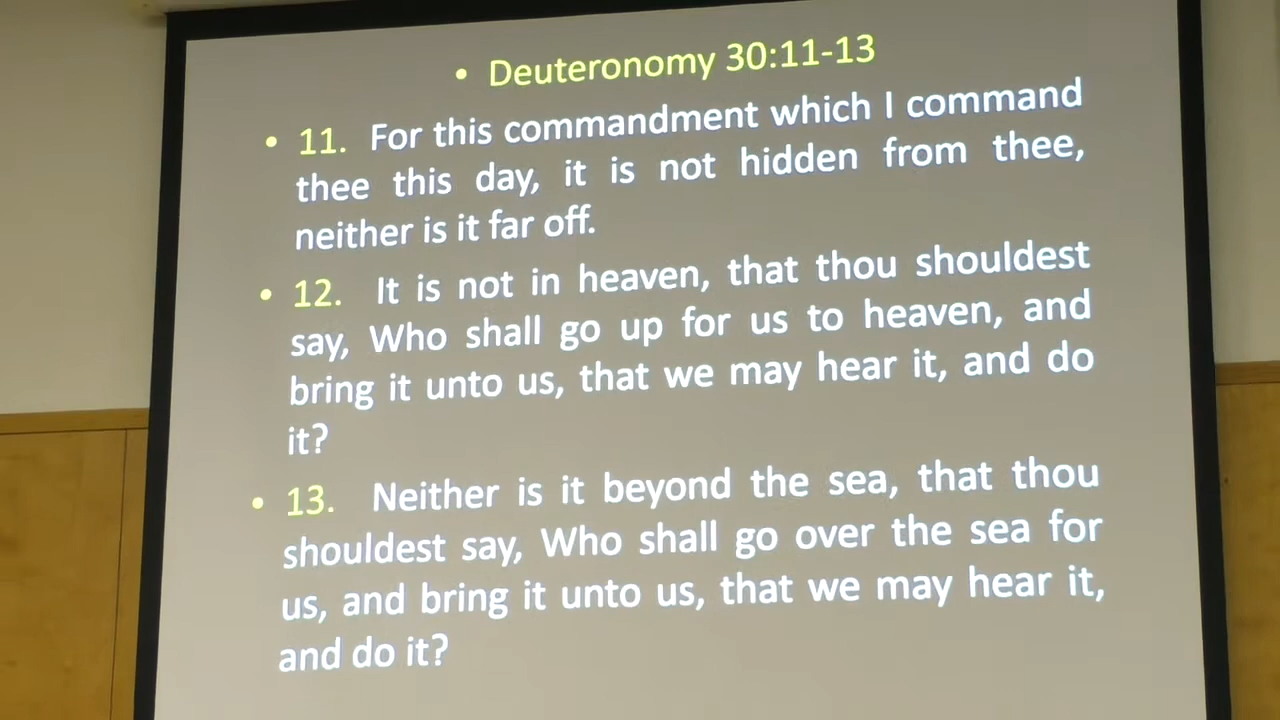 • Deuteronomy 30:11-13
• 11. For this commandment which I command
thee this day, it is not hidden from thee,
neither is it far off.
• 12. It is not in heaven, that thou shouldest
say, Who shall go up for us to heaven, and
bring it unto us, that we may hear it, and do
it?
• 13. Neither is it beyond the sea, that thou
shouldest say, Who shall go over the sea for
us, and bring it unto us, that we may hear it,
and do it?